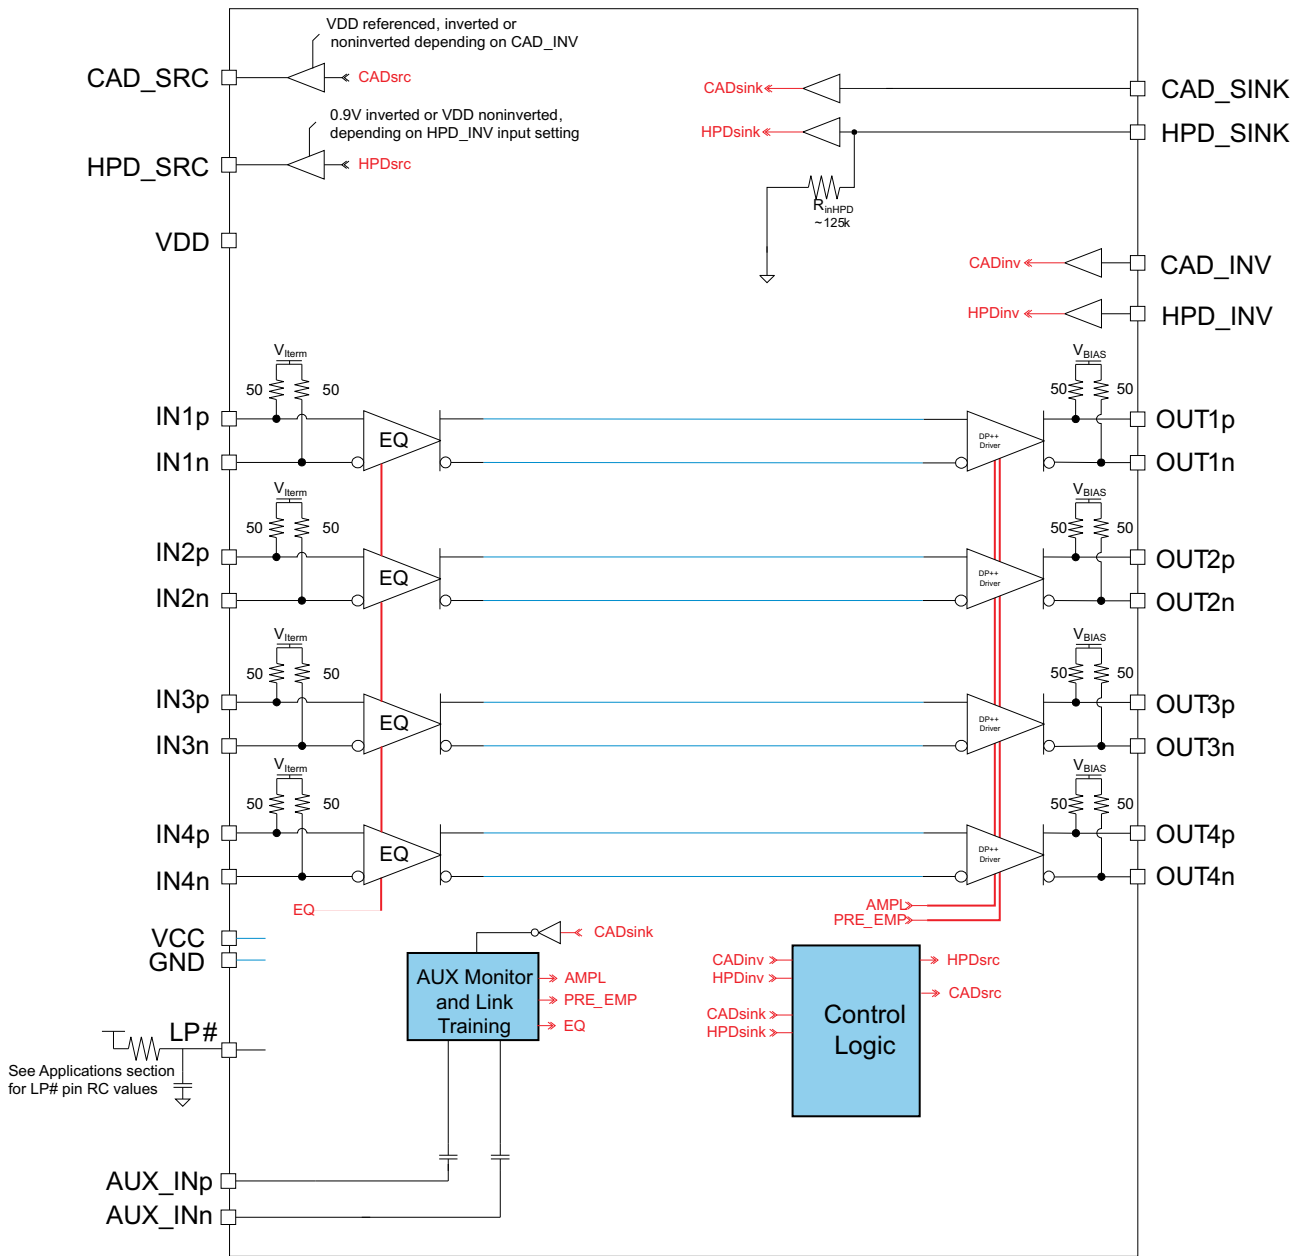 VDD referenced, inverted or
noninverted depending on CAD_INV
CAD_SRC
CADsrc
CADsink
CAD_SINK
0.9V inverted or VDD noninverted,
depending on HPD_INV input setting
HPDsink
HPD_SINK
HPD_SRC
HPDsrc
RinHPD
~125k
VDD
CADinv
CAD_INV
HPDinv
HPD_INV
VIterm
VBIAS
50
50
50
50
IN1p
EQ
DP++
Driver
OUT1p
IN1n
OUT1n
VIterm
VBIAS
50
50
50
50
IN2p
EQ
DP++
Driver
OUT2p
IN2n
OUT2n
VIterm
VBIAS
50
50
50
50
IN3p
EQ
DP++
Driver
OUT3p
IN3n
OUT3n
VIterm
VBIAS
50
50
50
50
IN4p
EQ
DP++
Driver
OUT4p
IN4n
OUT4n
EQ
AMPL
PRE_EMP
VCC
GND
CADsink
AUX Monitor
and Link
Training
AMPL
PRE_EMP
EQ
CADinv
HPDinv
CADsink
HPDsink
Control
Logic
HPDsrc
CADsrc
LP#
See Applications section
for LP# pin RC values
AUX_INp
AUX_INn